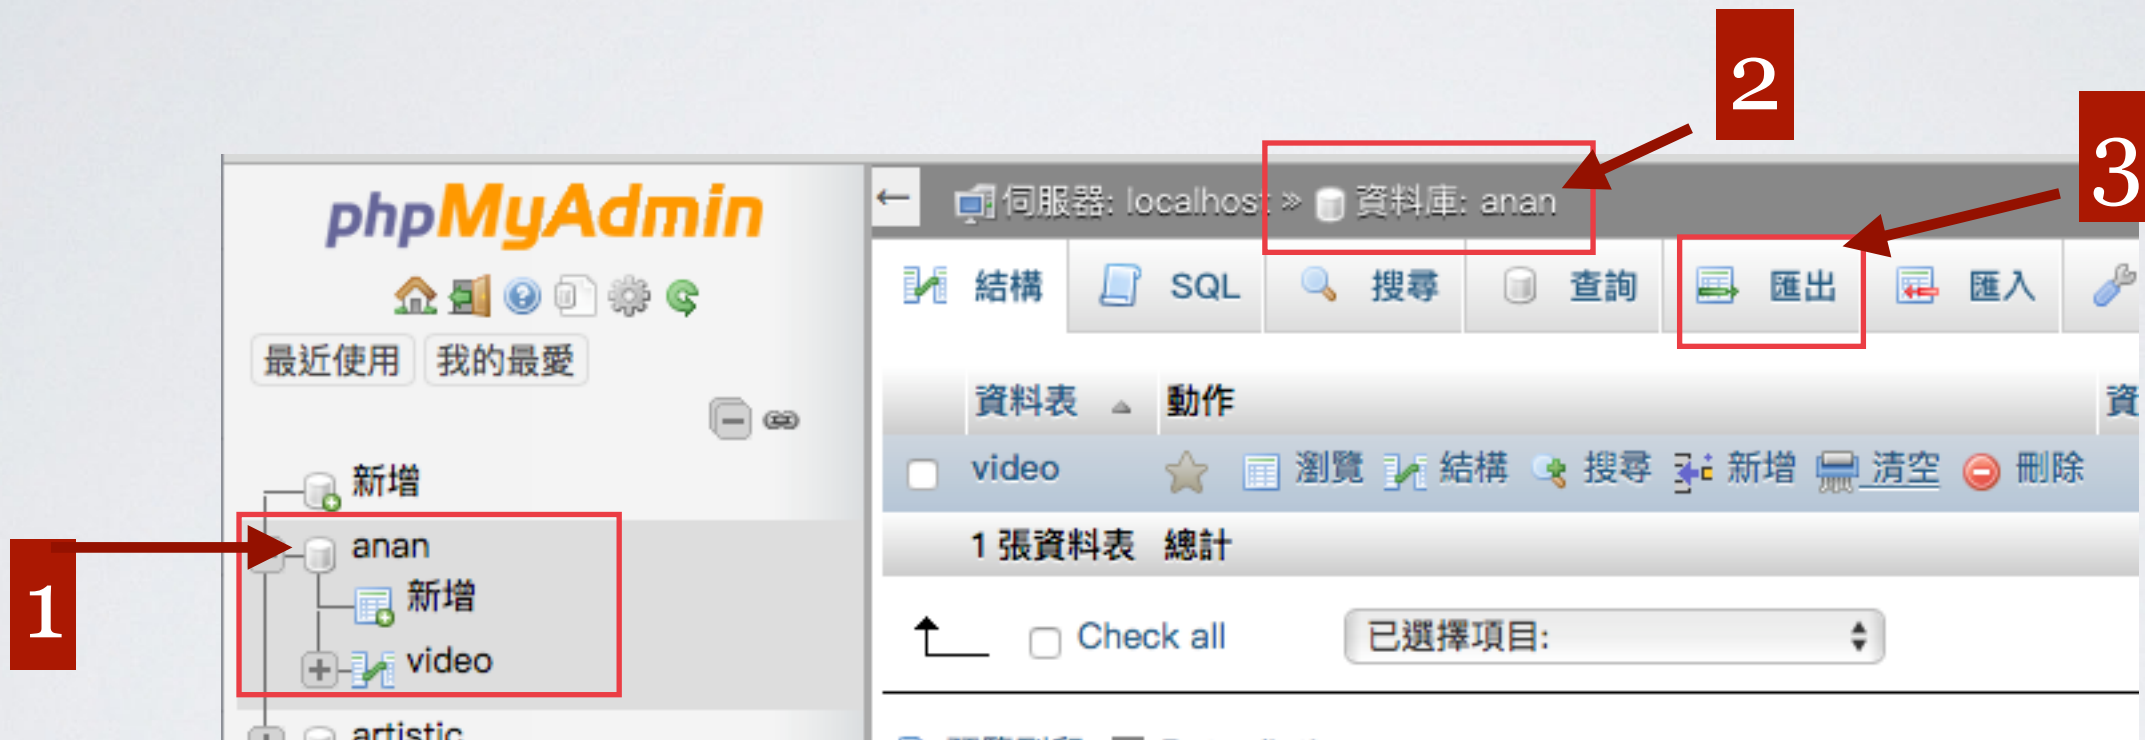 2
3
phpMyAdmin
← 伺服器: localhost » 資料庫: anan
結構 SQL 搜尋 查詢 匯出 匯入
最近使用 我的最愛
資料表 動作 資
video 瀏覽 結構 搜尋 新增 清空 刪除
1 張資料表 總計
Check all 已選擇項目:
新增
1
anan
新增
video
artistic